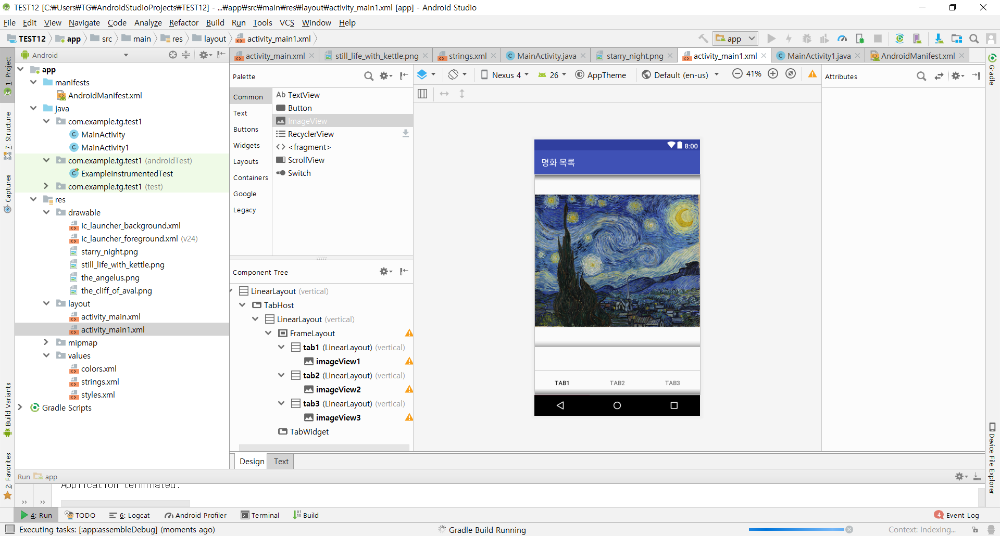 TEST12 [C:₩Users₩TG₩AndroidStudioProjects₩TEST12] - ...₩app₩src₩main₩res₩layout₩activity_main1.xml [app] - Android Studio
File Edit View Navigate Code Analyze Refactor Build Run Tools VCS Window Help
TEST12 app src main res layout activity_main1.xml
app
1: Project
7: Structure
Captures
Build Variants
2: Favorites
Android
app
manifests
AndroidManifest.xml
java
com.example.tg.test1
MainActivity
MainActivity1
com.example.tg.test1 (androidTest)
ExampleInstrumentedTest
com.example.tg.test1 (test)
res
drawable
ic_launcher_background.xml
ic_launcher_foreground.xml (v24)
starry_night.png
still_life_with_kettle.png
the_angelus.png
the_cliff_of_aval.png
layout
activity_main.xml
activity_main1.xml
mipmap
values
colors.xml
strings.xml
styles.xml
Gradle Scripts
activity_main.xml still_life_with_kettle.png strings.xml MainActivity.java starry_night.png activity_main1.xml MainActivity1.java AndroidManifest.xml
Palette
Common
Text
Buttons
Widgets
Layouts
Containers
Google
Legacy
Ab TextView
Button
ImageView
RecyclerView
<fragment>
ScrollView
Switch
Component Tree
LinearLayout (vertical)
TabHost
LinearLayout (vertical)
FrameLayout
tab1 (LinearLayout) (vertical)
imageView1
tab2 (LinearLayout) (vertical)
imageView2
tab3 (LinearLayout) (vertical)
imageView3
TabWidget
Nexus 4 26 AppTheme Default (en-us) 41%
8:00
명화 목록
TAB1 TAB2 TAB3
Attributes
Gradle
Device File Explorer
Design Text
Run app
Application terminated.
4: Run TODO 6: Logcat Android Profiler Terminal Build
4 Event Log
Executing tasks: [:app:assembleDebug] (moments ago)
Gradle Build Running
Context: Indexing...